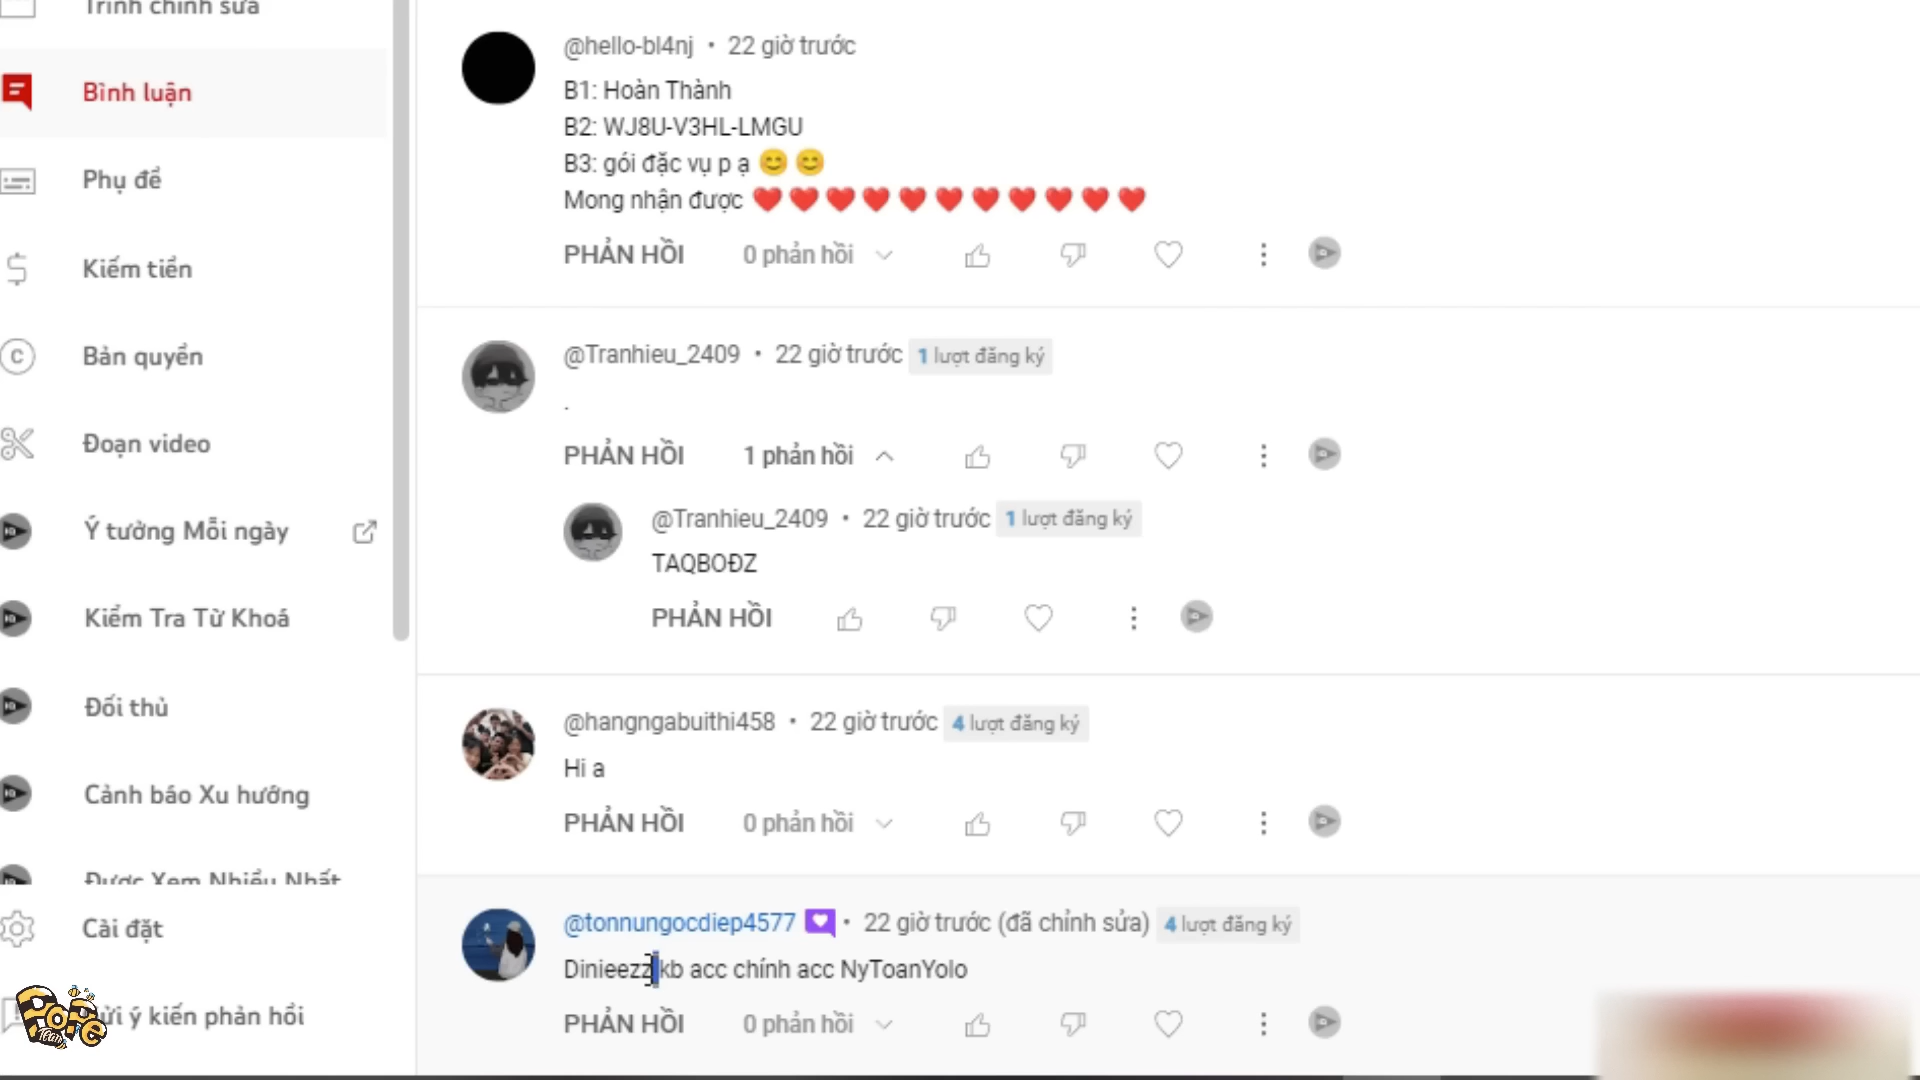 Trình chỉnh sửa
Bình luận
Phụ đề
Kiếm tiền
Bản quyền
Đoạn video
Ý tưởng Mỗi ngày
Kiểm Tra Từ Khoá
Đối thủ
Cảnh báo Xu hướng
Được Xem Nhiều Nhất
Cài đặt
ửi ý kiến phản hồi
PoPe
Team
@hello-bl4nj • 22 giờ trước
B1: Hoàn Thành
B2: WJ8U-V3HL-LMGU
B3: gói đặc vụ p ạ 😊 😊
Mong nhận được ❤️ ❤️ ❤️ ❤️ ❤️ ❤️ ❤️ ❤️ ❤️ ❤️ ❤️
PHẢN HỒI 0 phản hồi
@Tranhieu_2409 • 22 giờ trước 1 lượt đăng ký
.
PHẢN HỒI 1 phản hồi
@Tranhieu_2409 • 22 giờ trước 1 lượt đăng ký
TAQBOĐZ
PHẢN HỒI
@hangngabuithi458 • 22 giờ trước 4 lượt đăng ký
Hi a
PHẢN HỒI 0 phản hồi
@tonnungocdiep4577 • 22 giờ trước (đã chỉnh sửa) 4 lượt đăng ký
Dinieezz kb acc chính acc NyToanYolo
PHẢN HỒI 0 phản hồi